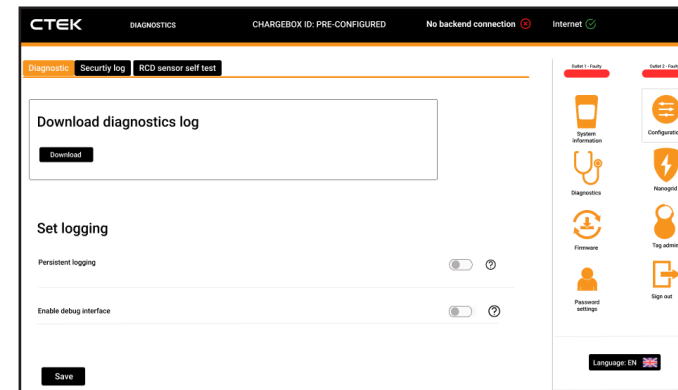 CTEK DIAGNOSTICS CHARGEBOX ID: PRE-CONFIGURED No backend connection Internet
Diagnostic Securtiy log RCD sensor self test
Outlet 1 - Faulty Outlet 2 - Faulty
Download diagnostics log
Download
System information
Configuratio
Diagnostics
Nanogrid
Set logging
Firmware
Tag admin
Persistent logging
Password settings
Sign out
Enable debug interface
Language: EN
Save